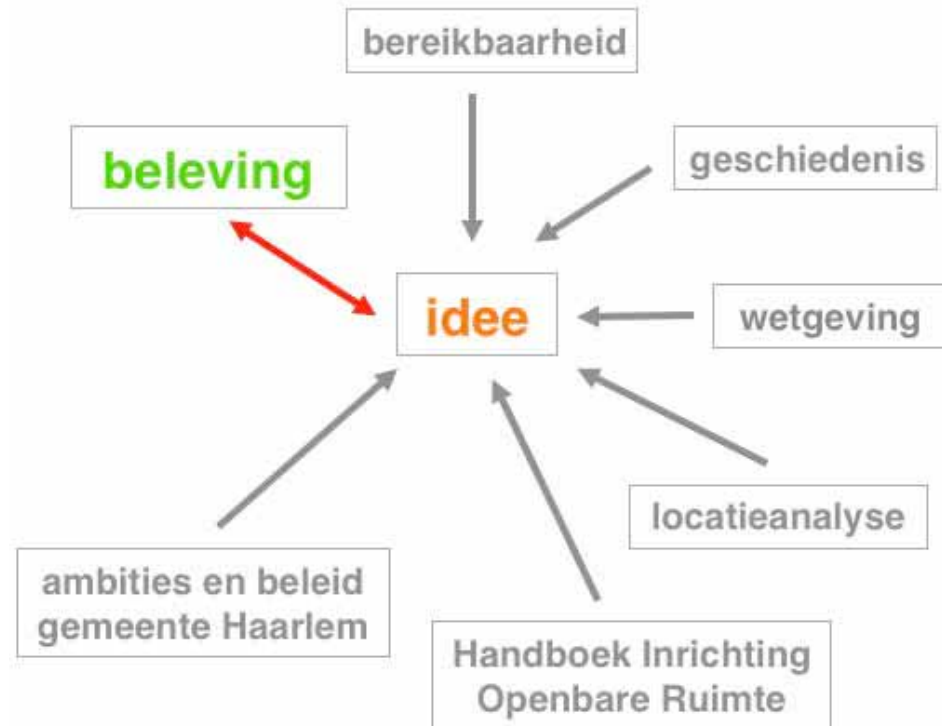 bereikbaarheid
beleving
geschiedenis
idee
wetgeving
locatieanalyse
ambities en beleid
gemeente Haarlem
Handboek Inrichting
Openbare Ruimte